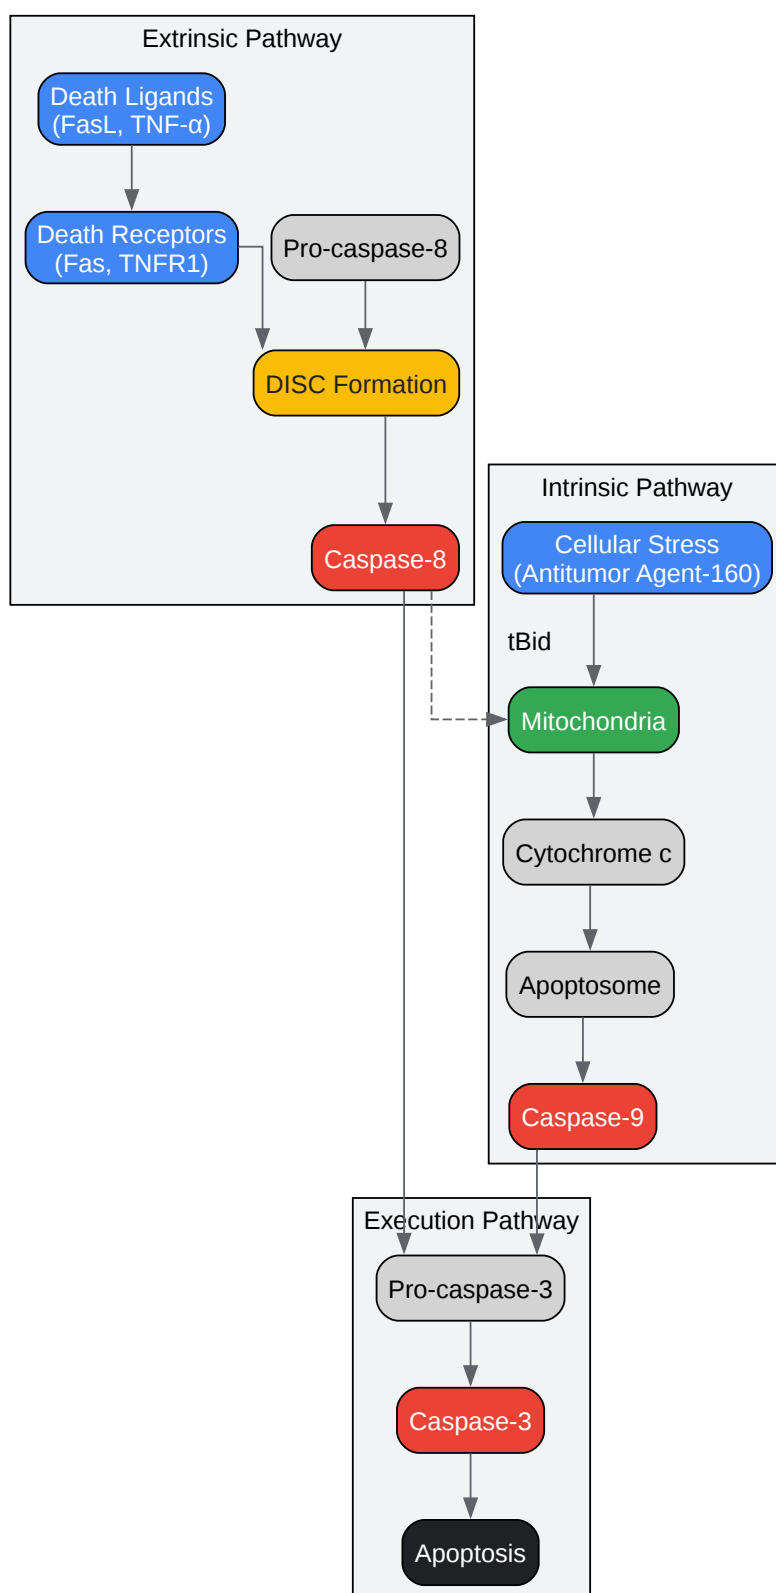 Extrinsic Pathway
Death Ligands
(FasL, TNF-α)
Death Receptors
(Fas, TNFR1)
Pro-caspase-8
DISC Formation
Caspase-8
Intrinsic Pathway
Cellular Stress
(Antitumor Agent-160)
tBid
Mitochondria
Cytochrome c
Apoptosome
Caspase-9
Execution Pathway
Pro-caspase-3
Caspase-3
Apoptosis